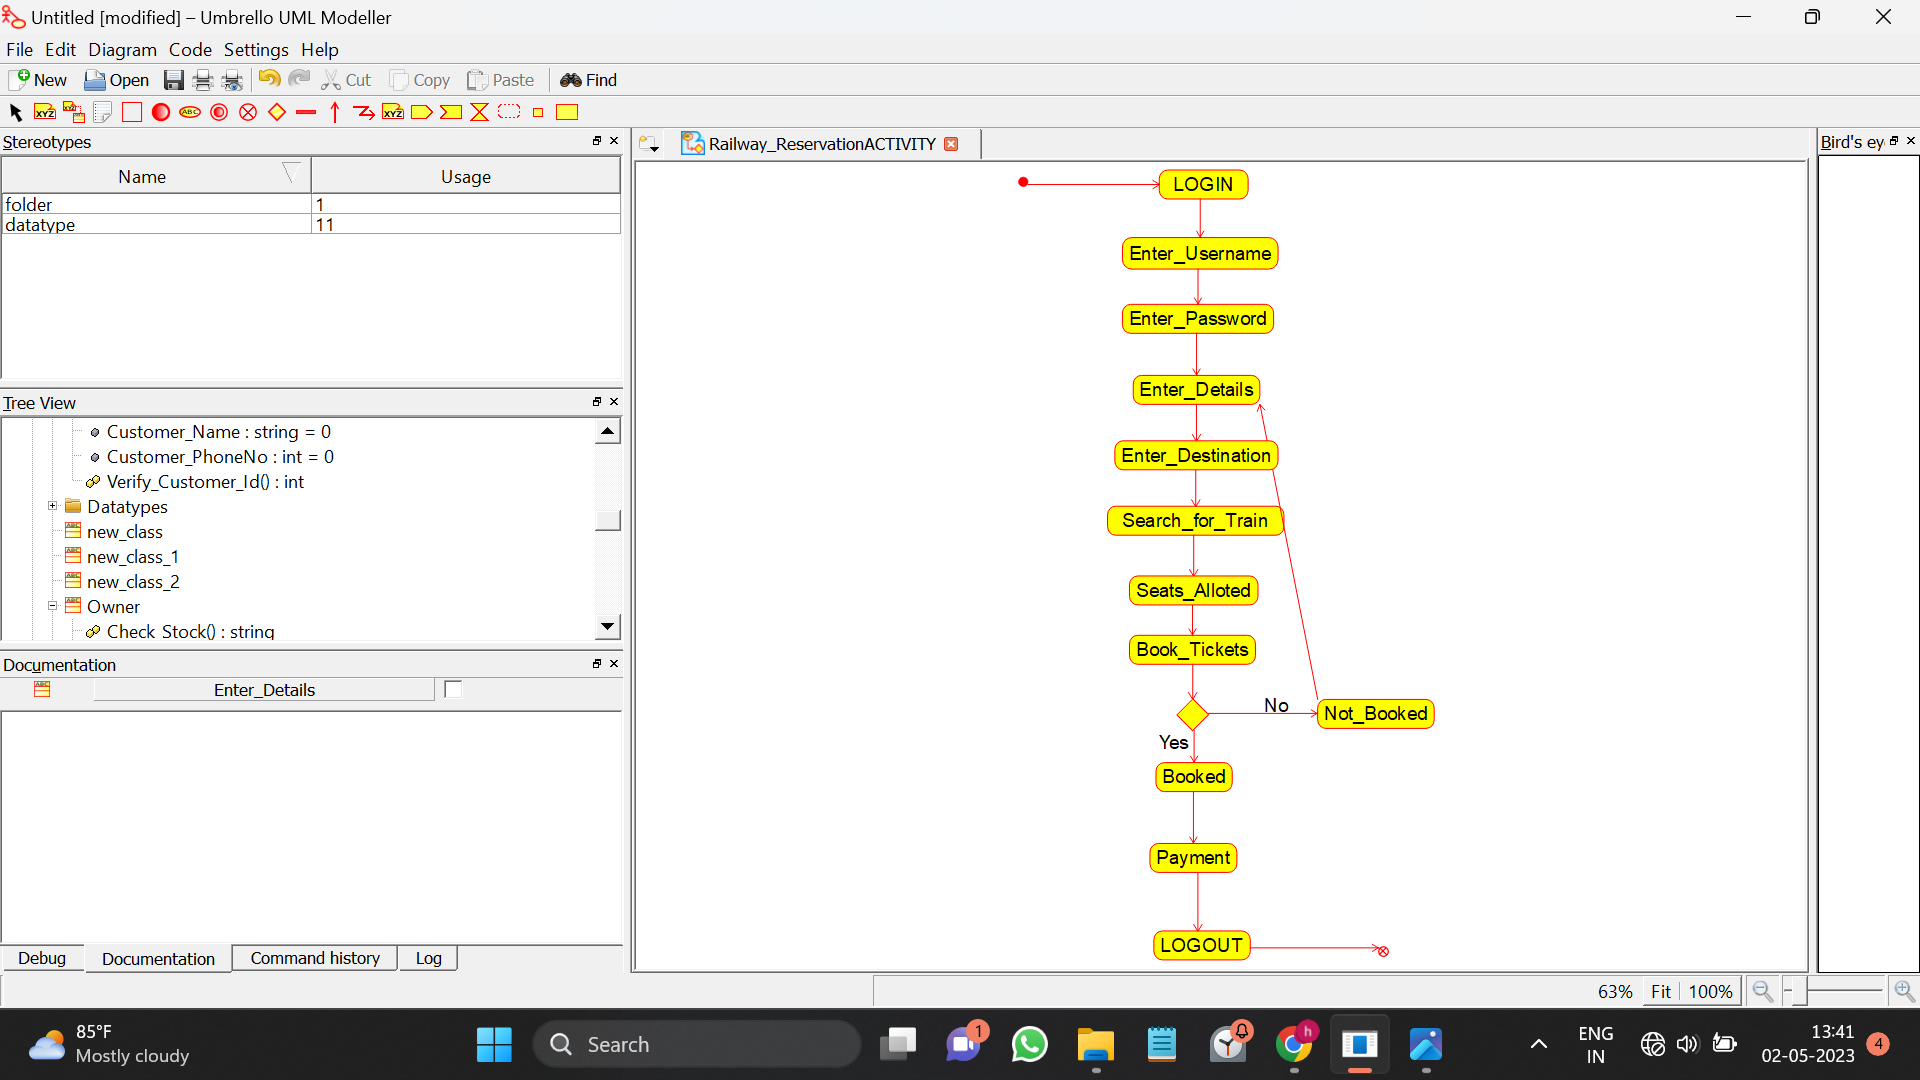 Untitled [modified] – Umbrello UML Modeller
File Edit Diagram Code Settings Help
New Open Cut Copy Paste Find
Stereotypes
Name Usage
folder 1
datatype 11
Tree View
Customer_Name : string = 0
Customer_PhoneNo : int = 0
Verify_Customer_Id() : int
Datatypes
new_class
new_class_1
new_class_2
Owner
Check Stock() : string
Documentation
Enter_Details
Debug Documentation Command history Log
Railway_ReservationACTIVITY
Bird's ey
LOGIN
Enter_Username
Enter_Password
Enter_Details
Enter_Destination
Search_for_Train
Seats_Alloted
Book_Tickets
No
Not_Booked
Yes
Booked
Payment
LOGOUT
63% Fit 100%
85°F
Mostly cloudy
Search
1
h
ENG
IN
13:41
02-05-2023
4